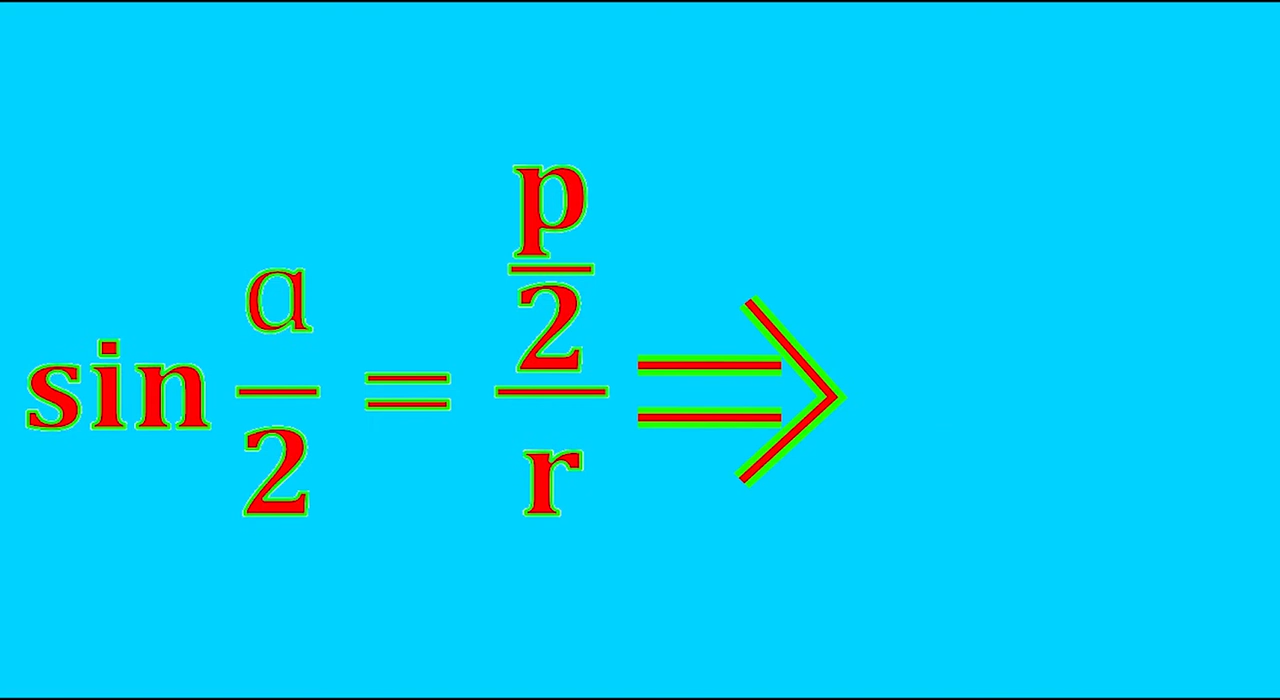 sin ɑ/2 = (p/2)/r ⇒